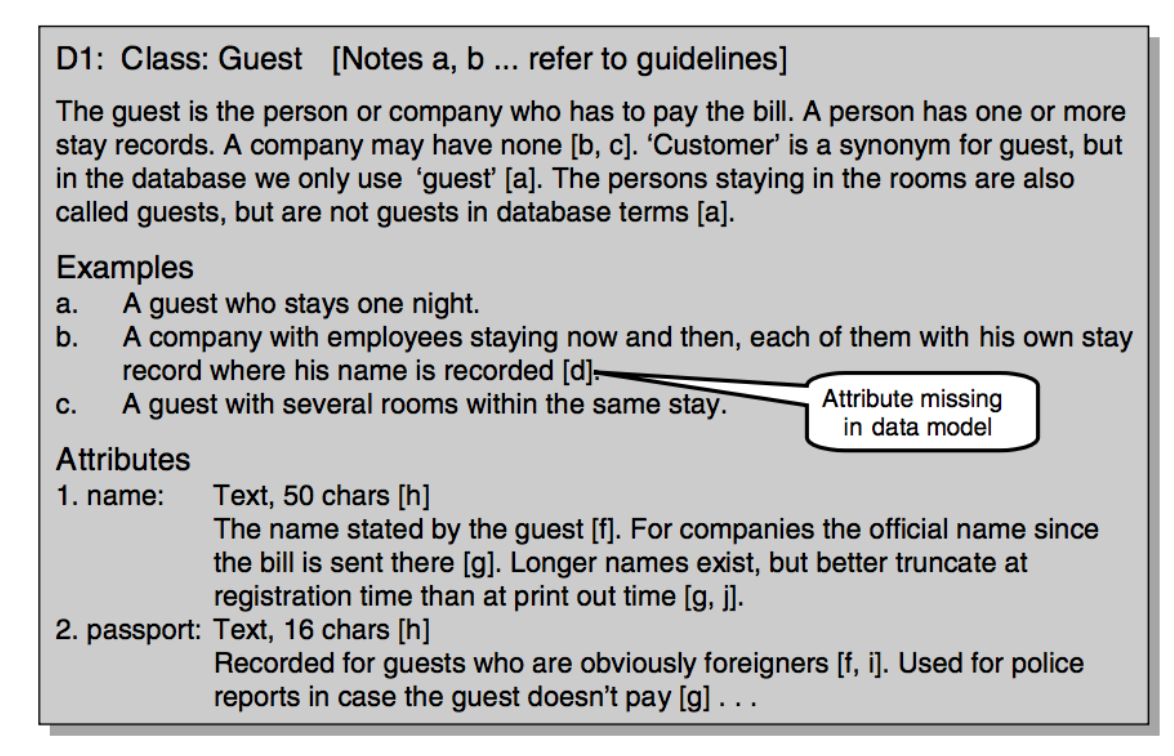 D1: Class: Guest [Notes a, b ... refer to guidelines]
The guest is the person or company who has to pay the bill. A person has one or more
stay records. A company may have none [b, c]. ‘Customer’ is a synonym for guest, but
in the database we only use ‘guest’ [a]. The persons staying in the rooms are also
called guests, but are not guests in database terms [a].
Examples
a. A guest who stays one night.
b. A company with employees staying now and then, each of them with his own stay
record where his name is recorded [d].
c. A guest with several rooms within the same stay.
Attribute missing
in data model
Attributes
1. name: Text, 50 chars [h]
The name stated by the guest [f]. For companies the official name since
the bill is sent there [g]. Longer names exist, but better truncate at
registration time than at print out time [g, j].
2. passport: Text, 16 chars [h]
Recorded for guests who are obviously foreigners [f, i]. Used for police
reports in case the guest doesn’t pay [g] . . .